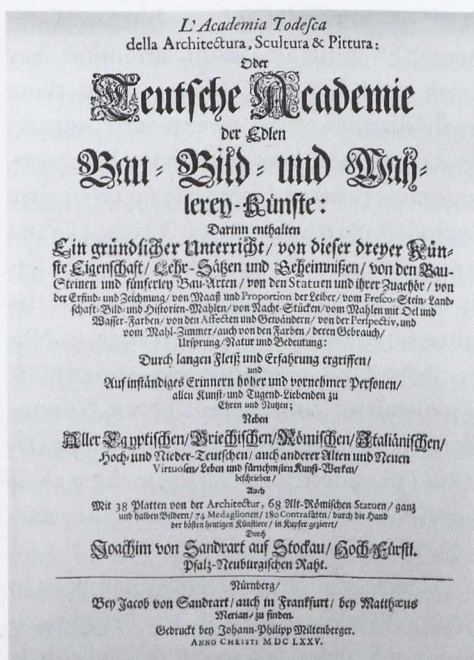 L'Academia Todesca
della Architectura, Scultura & Pittura:
Oder
Teutsche Academie
der Edlen
Bau- Bild- und Mah-
lerey-Künste:
Darinn enthalten
Ein gründlicher Unterricht/ von dieser dreyer Kün-
ste Eigenschaft/ Lehr-Sätzen und Geheimnißen/ von den Bau-
Steinen und fünferley Bau-Arten/ von den Statuen und ihrer Zugehör/ von
der Erfind- und Zeichnung/ von Maaß und Proportion der Leiber/ vom Fresco-Stein-Land-
schaft-Bild- und Historien-Mahlen/ von Nacht-Stücken/ vom Mahlen mit Oel und
Wasser-Farben/ von den Affecten und Gewändern/ von der Perspectiv, und
vom Mahl-Zimmer/ auch von den Farben/ deren Gebrauch/
Ursprung/ Natur und Bedeutung:
Durch langen Fleiß und Erfahrung ergriffen/
und
Auf inständiges Erinnern hoher und vornehmer Personen/
allen Kunst- und Tugend-Liebenden zu
Ehren und Nutzen;
Neben
Aller Egyptischen/ Griechischen/ Römischen/ Italiänischen/
Hoch- und Nieder-Teutschen/ auch anderer Alten und Neuen
Virtuosen/ Leben und fürnehmsten Kunst-Werken/
beschrieben/
Auch
Mit 38 Platten von der Architectur, 68 Alt-Römischen Statuen/ ganz
und halben Bildern/ 74 Medaglionen/ 180 Contrafäten/ durch die Hand
der bästen heutigen Künstlere/ in Kupfer gezieret/
Durch
Joachim von Sandrart auf Stockau/ Hoch-Fürstl.
Pfalz-Neuburgischen Raht.
Nürnberg/
Bey Jacob von Sandrart/ auch in Frankfurt/ bey Matthæus
Merian/ zu finden.
Gedruckt bey Johann-Philipp Miltenberger.
ANNO CHRISTI MDC LXXV.